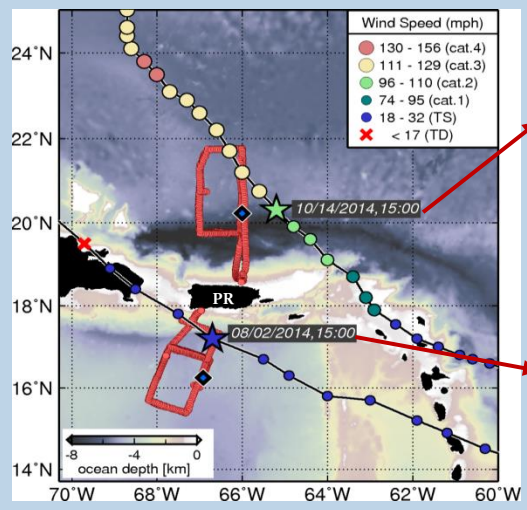 Wind Speed (mph)
130 - 156 (cat.4)
111 - 129 (cat.3)
96 - 110 (cat.2)
74 - 95 (cat.1)
18 - 32 (TS)
< 17 (TD)
24°N
22°N
20°N
18°N
16°N
14°N
10/14/2014,15:00
PR
08/02/2014,15:00
-8 -4 0
ocean depth [km]
70°W 68°W 66°W 64°W 62°W 60°W